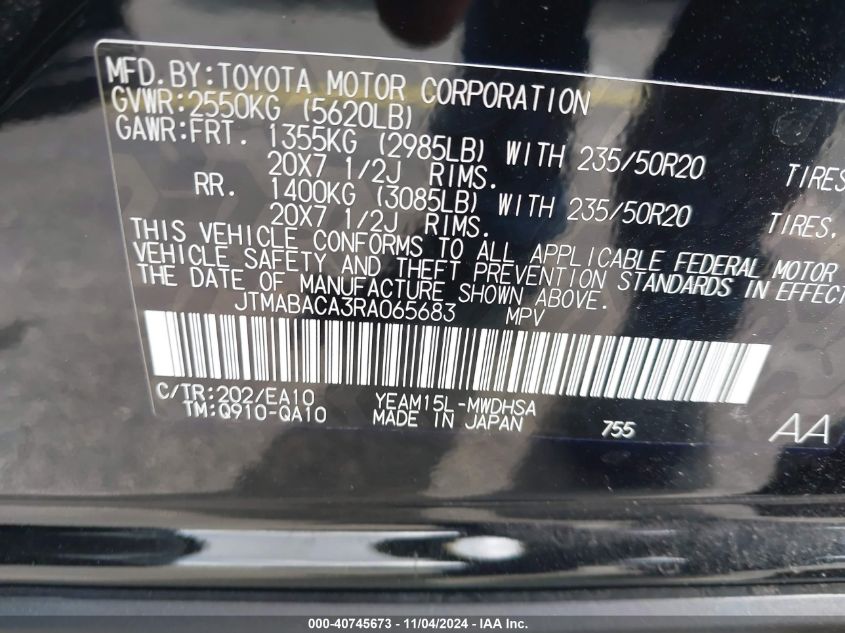 MFD.BY:TOYOTA MOTOR CORPORATION
GVWR:2550KG (5620LB)
GAWR:FRT. 1355KG (2985LB) WITH 235/50R20 TIRES
20X7 1/2J RIMS.
RR. 1400KG (3085LB) WITH 235/50R20 TIRES.
20X7 1/2J RIMS.
THIS VEHICLE CONFORMS TO ALL APPLICABLE FEDERAL MOTOR
VEHICLE SAFETY AND THEFT PREVENTION STANDARDS IN EFFECT
THE DATE OF MANUFACTURE SHOWN ABOVE.
JTMABACA3RA065683 MPV
C/TR:202/EA10 YEAM15L-MWDHSA
TM:Q910-QA10 MADE IN JAPAN 755 AA
000-40745673 - 11/04/2024 - IAA Inc.